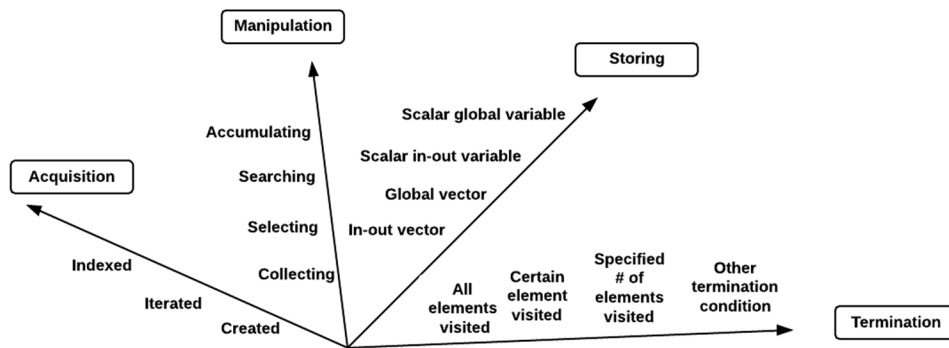 Manipulation
Storing
Scalar global variable
Accumulating
Scalar in-out variable
Acquisition
Searching
Global vector
Selecting
In-out vector
Indexed
Collecting
Iterated
Created
All
elements
visited
Certain
element
visited
Specified
# of
elements
visited
Other
termination
condition
Termination